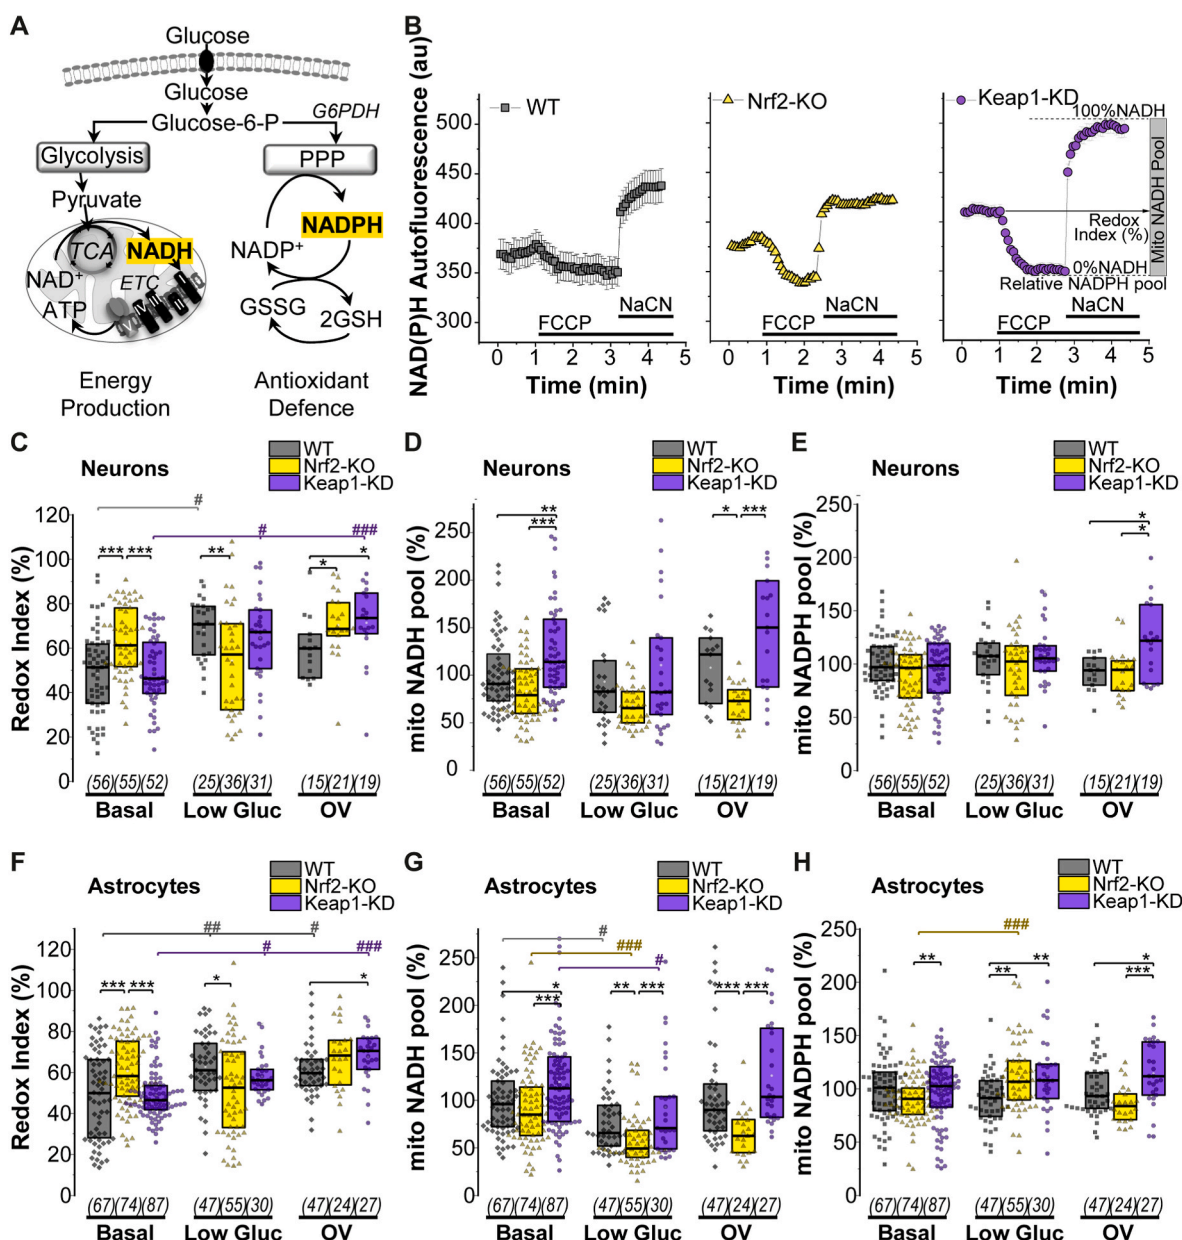 A
Glucose
Glucose
Glucose-6-P
G6PDH
Glycolysis
PPP
Pyruvate
NADPH
TCA
NADH
NADP+
NAD+
ETC
ATP
GSSG
2GSH
Energy
Production
Antioxidant
Defence
B
NAD(P)H Autofluorescence (au)
500
450
400
350
300
WT
NaCN
FCCP
0 1 2 3 4 5
Time (min)
Nrf2-KO
NaCN
FCCP
0 1 2 3 4 5
Time (min)
Keap1-KD
100%NADH
Redox
Index (%)
0%NADH
Relative NADPH pool
Mito NADH Pool
NaCN
FCCP
0 1 2 3 4 5
Time (min)
C
Neurons
WT
Nrf2-KO
Keap1-KD
Redox Index (%)
120
100
80
60
40
20
0
#
# ###
*** *** ** * *
(56)(55)(52) (25)(36)(31) (15)(21)(19)
Basal Low Gluc OV
D
Neurons
WT
Nrf2-KO
Keap1-KD
mito NADH pool (%)
250
200
150
100
50
0
** * ***
***
(56)(55)(52) (25)(36)(31) (15)(21)(19)
Basal Low Gluc OV
E
Neurons
WT
Nrf2-KO
Keap1-KD
mito NADPH pool (%)
250
200
150
100
50
0
*
*
(56)(55)(52) (25)(36)(31) (15)(21)(19)
Basal Low Gluc OV
F
Astrocytes
WT
Nrf2-KO
Keap1-KD
Redox Index (%)
120
100
80
60
40
20
0
## #
# ###
*** *** * *
(67)(74)(87) (47)(55)(30) (47)(24)(27)
Basal Low Gluc OV
G
Astrocytes
WT
Nrf2-KO
Keap1-KD
mito NADH pool (%)
250
200
150
100
50
0
#
###
#
* ** *** *** ***
***
(67)(74)(87) (47)(55)(30) (47)(24)(27)
Basal Low Gluc OV
H
Astrocytes
WT
Nrf2-KO
Keap1-KD
mito NADPH pool (%)
250
200
150
100
50
0
###
** ** *
** ***
(67)(74)(87) (47)(55)(30) (47)(24)(27)
Basal Low Gluc OV